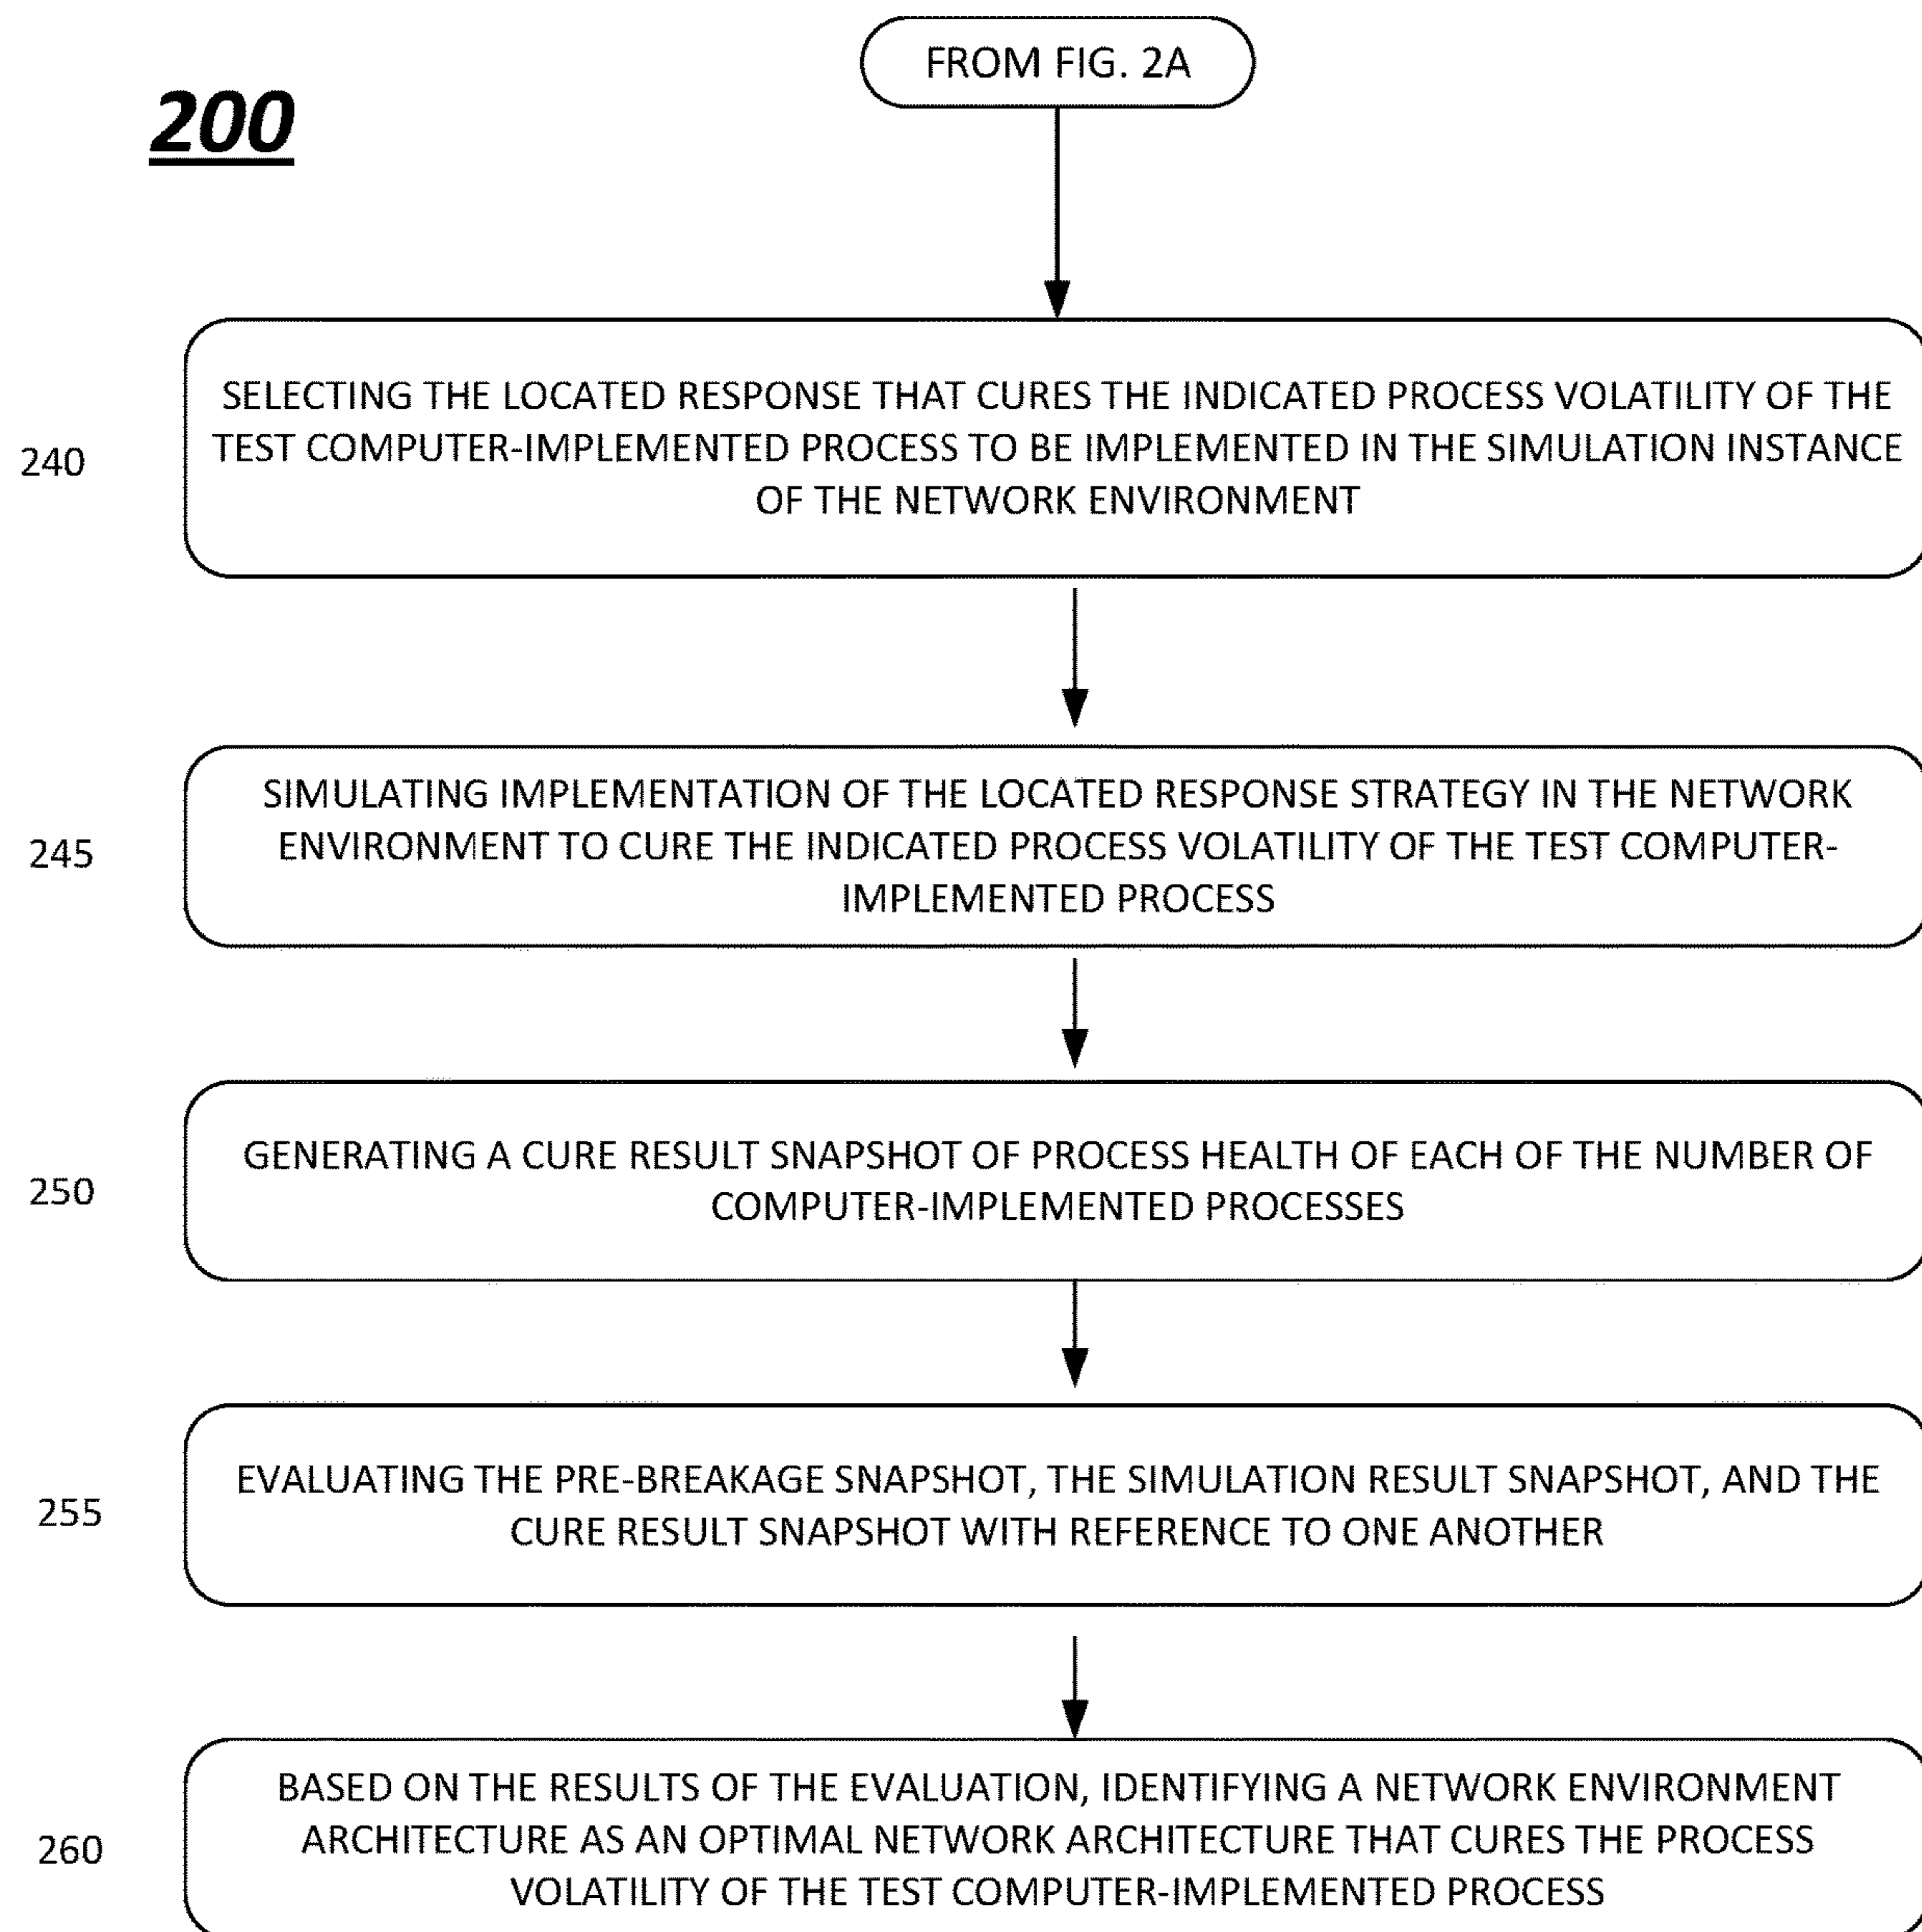 FROM FIG. 2A
200
240
SELECTING THE LOCATED RESPONSE THAT CURES THE INDICATED PROCESS VOLATILITY OF THE
TEST COMPUTER-IMPLEMENTED PROCESS TO BE IMPLEMENTED IN THE SIMULATION INSTANCE
OF THE NETWORK ENVIRONMENT
245
SIMULATING IMPLEMENTATION OF THE LOCATED RESPONSE STRATEGY IN THE NETWORK
ENVIRONMENT TO CURE THE INDICATED PROCESS VOLATILITY OF THE TEST COMPUTER-
IMPLEMENTED PROCESS
250
GENERATING A CURE RESULT SNAPSHOT OF PROCESS HEALTH OF EACH OF THE NUMBER OF
COMPUTER-IMPLEMENTED PROCESSES
255
EVALUATING THE PRE-BREAKAGE SNAPSHOT, THE SIMULATION RESULT SNAPSHOT, AND THE
CURE RESULT SNAPSHOT WITH REFERENCE TO ONE ANOTHER
260
BASED ON THE RESULTS OF THE EVALUATION, IDENTIFYING A NETWORK ENVIRONMENT
ARCHITECTURE AS AN OPTIMAL NETWORK ARCHITECTURE THAT CURES THE PROCESS
VOLATILITY OF THE TEST COMPUTER-IMPLEMENTED PROCESS